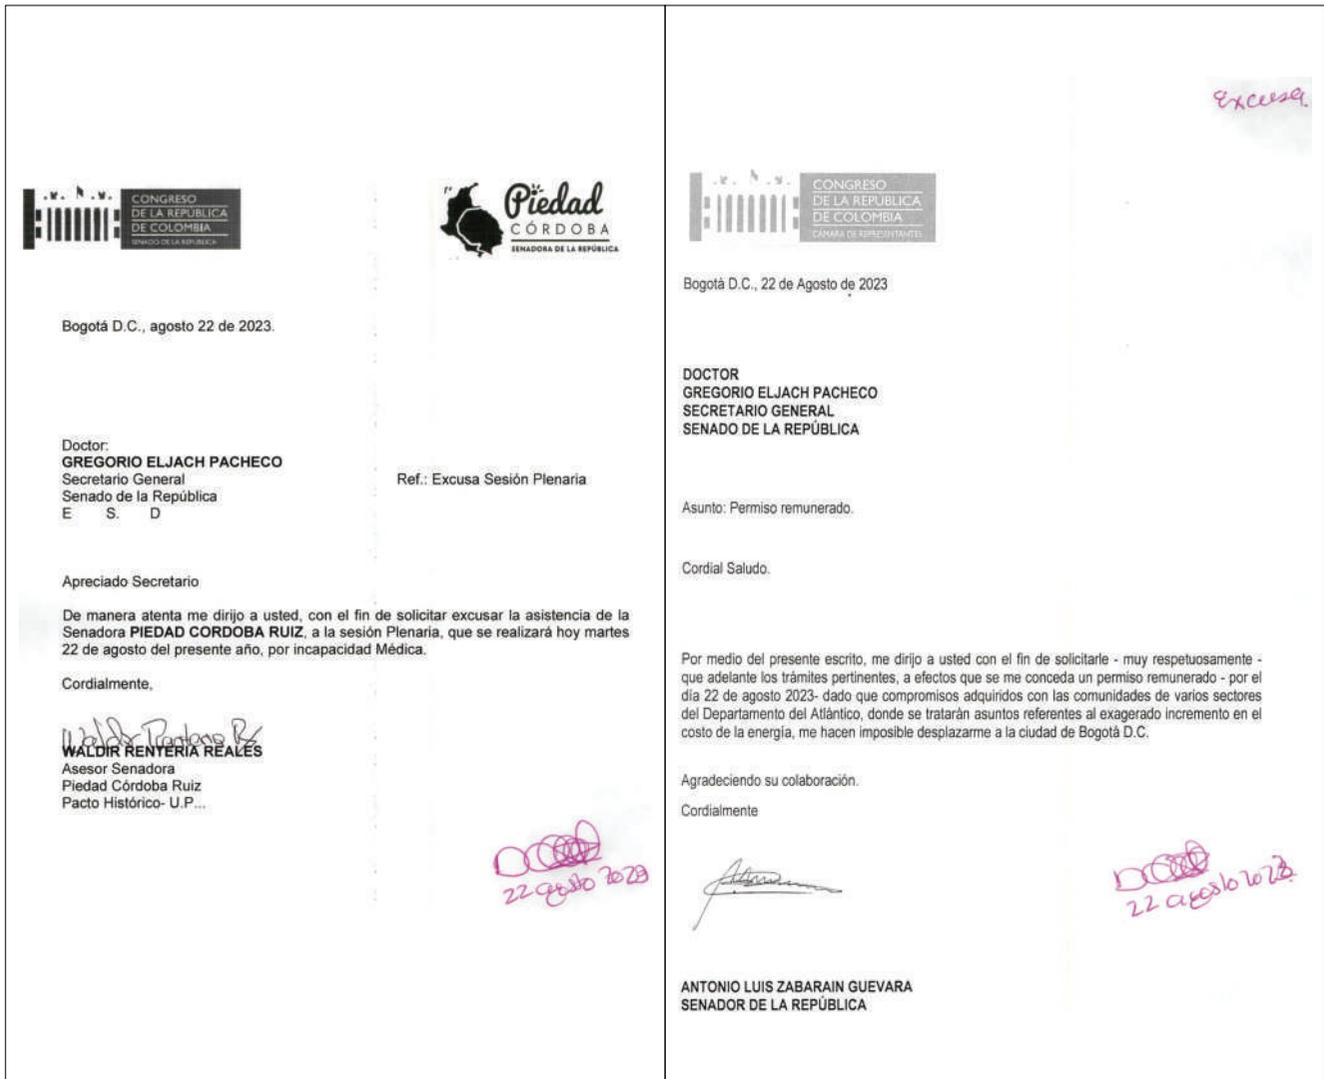 CONGRESO
DE LA REPÚBLICA
DE COLOMBIA
SENADO DE LA REPÚBLICA
Piedad
CÓRDOBA
SENADORA DE LA REPÚBLICA
Bogotá D.C., agosto 22 de 2023.
Doctor:
GREGORIO ELJACH PACHECO
Secretario General
Senado de la República
E S. D
Ref.: Excusa Sesión Plenaria
Apreciado Secretario
De manera atenta me dirijo a usted, con el fin de solicitar excusar la asistencia de la
Senadora PIEDAD CORDOBA RUIZ, a la sesión Plenaria, que se realizará hoy martes
22 de agosto del presente año, por incapacidad Médica.
Cordialmente,
WALDIR RENTERIA REALES
Asesor Senadora
Piedad Córdoba Ruiz
Pacto Histórico- U.P...
22 agosto 2023
Excusa
CONGRESO
DE LA REPÚBLICA
DE COLOMBIA
CÁMARA DE REPRESENTANTES
Bogotá D.C., 22 de Agosto de 2023
DOCTOR
GREGORIO ELJACH PACHECO
SECRETARIO GENERAL
SENADO DE LA REPÚBLICA
Asunto: Permiso remunerado.
Cordial Saludo.
Por medio del presente escrito, me dirijo a usted con el fin de solicitarle - muy respetuosamente -
que adelante los trámites pertinentes, a efectos que se me conceda un permiso remunerado - por el
día 22 de agosto 2023- dado que compromisos adquiridos con las comunidades de varios sectores
del Departamento del Atlántico, donde se tratarán asuntos referentes al exagerado incremento en el
costo de la energía, me hacen imposible desplazarme a la ciudad de Bogotá D.C.
Agradeciendo su colaboración.
Cordialmente
22 agosto 2023
ANTONIO LUIS ZABARAIN GUEVARA
SENADOR DE LA REPÚBLICA